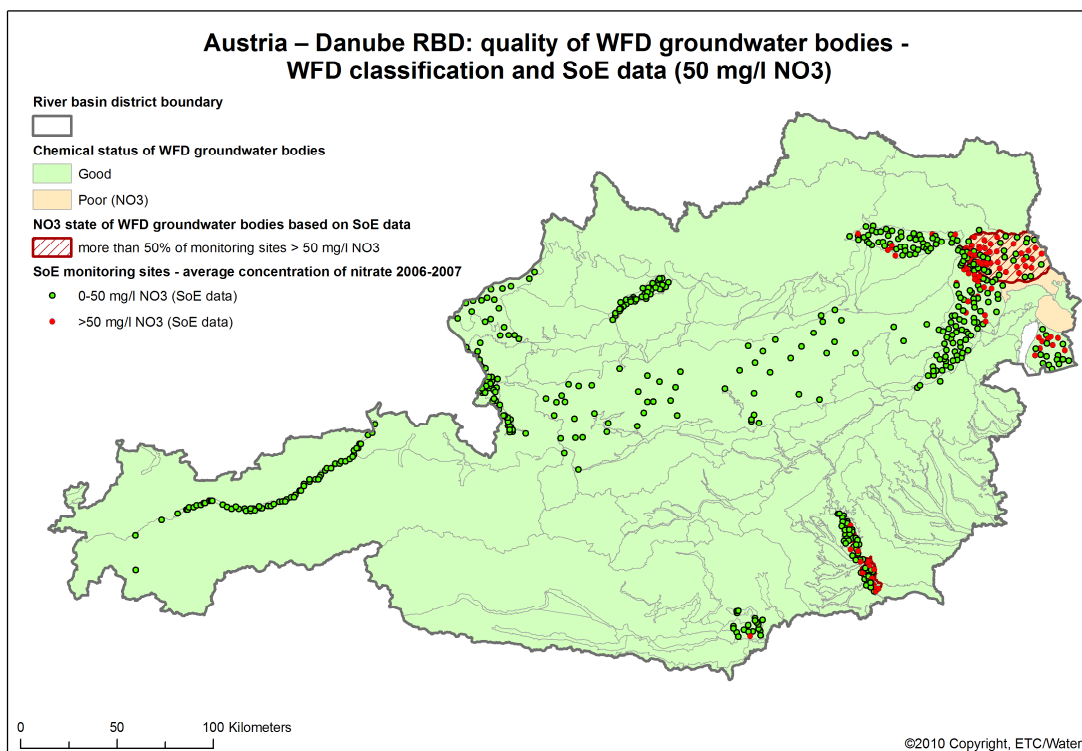 Austria – Danube RBD: quality of WFD groundwater bodies -
WFD classification and SoE data (50 mg/l NO3)
River basin district boundary
Chemical status of WFD groundwater bodies
Good
Poor (NO3)
NO3 state of WFD groundwater bodies based on SoE data
more than 50% of monitoring sites > 50 mg/l NO3
SoE monitoring sites - average concentration of nitrate 2006-2007
0-50 mg/l NO3 (SoE data)
>50 mg/l NO3 (SoE data)
0 50 100 Kilometers
©2010 Copyright, ETC/Water